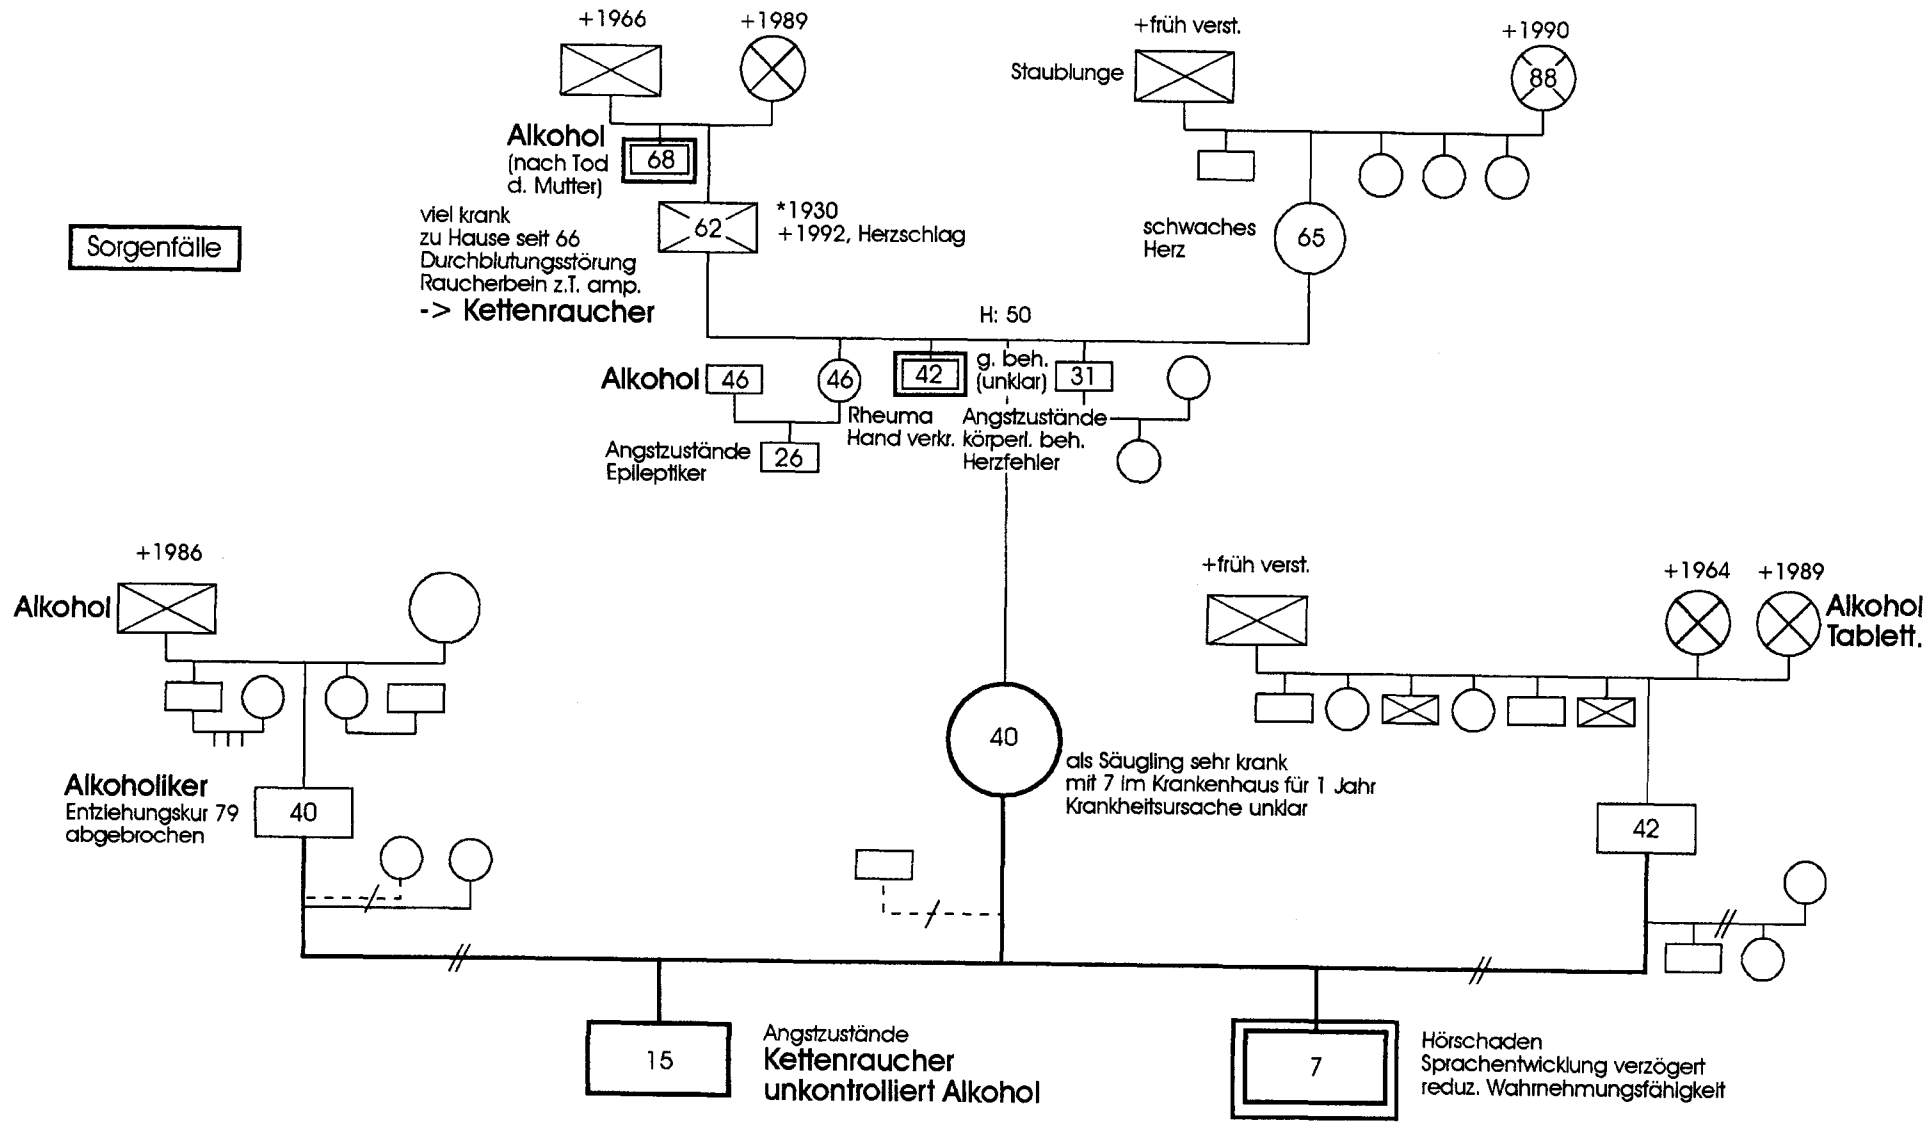 +1966
+1989
+früh verst.
+1990
Staublunge
88
Alkohol
(nach Tod
d. Mutter)
68
viel krank
zu Hause seit 66
Durchblutungsstörung
Raucherbein z.T. amp.
-> Kettenraucher
62
*1930
+1992, Herzschlag
schwaches
Herz
65
Sorgenfälle
H: 50
Alkohol
46
46
42
g. beh.
(unklar)
31
Rheuma
Hand verkr.
Angstzustände
körperl. beh.
Herzfehler
Angstzustände
Epileptiker
26
+1986
Alkohol
+früh verst.
+1964
+1989
Alkohol
Tablett.
40
als Säugling sehr krank
mit 7 im Krankenhaus für 1 Jahr
Krankheitsursache unklar
Alkoholiker
Entziehungskur 79
abgebrochen
40
42
15
Angstzustände
Kettenraucher
unkontrolliert Alkohol
7
Hörschaden
Sprachentwicklung verzögert
reduz. Wahrnehmungsfähigkeit